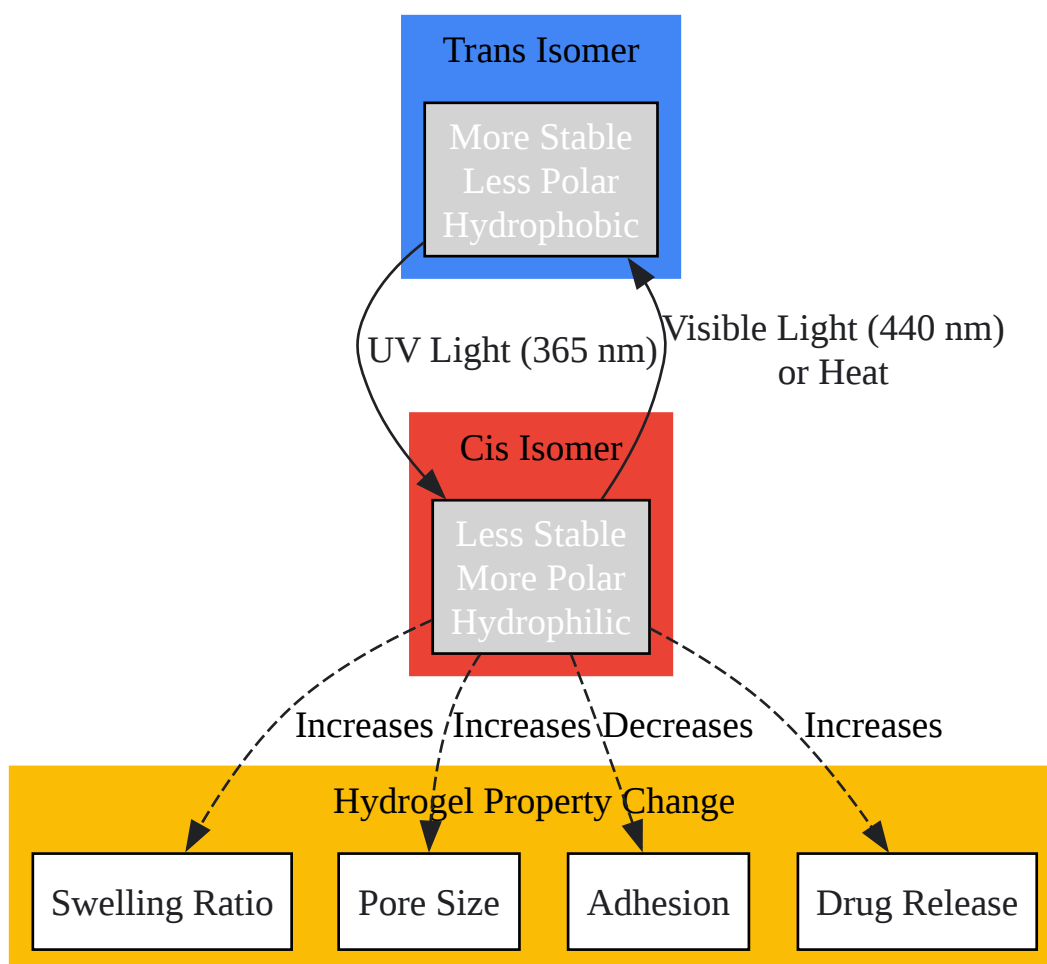 Trans Isomer
More Stable
Less Polar
Hydrophobic
UV Light (365 nm)
Visible Light (440 nm)
or Heat
Cis Isomer
Less Stable
More Polar
Hydrophilic
Increases
Increases
Decreases
Increases
Hydrogel Property Change
Swelling Ratio
Pore Size
Adhesion
Drug Release